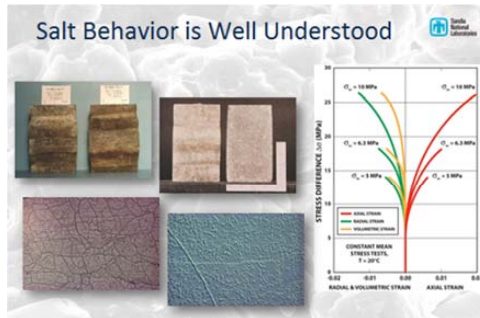 Salt Behavior is Well Understood
Sandia
National
Laboratories
STRESS DIFFERENCE Δσ (MPa)
30
25
20
15
10
5
0
σm = 10 MPa
σm = 10 MPa
σm = 6.3 MPa
σm = 6.3 MPa
σm = 5 MPa
σm = 5 MPa
AXIAL STRAIN
RADIAL STRAIN
VOLUMETRIC STRAIN
CONSTANT MEAN
STRESS TESTS,
T = 20°C
-0.02 -0.01 0.00 0.01
RADIAL & VOLUMETRIC STRAIN AXIAL STRAIN